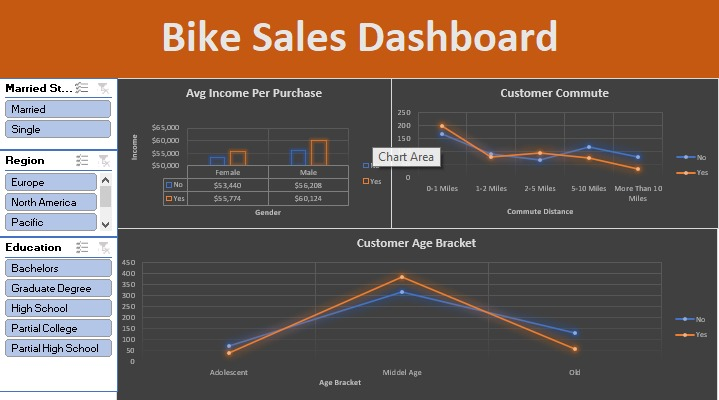 Bike Sales Dashboard
Married St...
Married
Single
Region
Europe
North America
Pacific
Education
Bachelors
Graduate Degree
High School
Partial College
Partial High School
Avg Income Per Purchase
Income
$65,000
$60,000
$55,000
$50,000
Female Male
No $53,440 $56,208
Yes $55,774 $60,124
Gender
Yes
Chart Area
Customer Commute
250
200
150
0
0-1 Miles 1-2 Miles 2-5 Miles 5-10 Miles More Than 10
Miles
Commute Distance
No
Yes
Customer Age Bracket
450
400
350
300
250
200
150
100
50
0
Adolescent Middel Age Old
Age Bracket
No
Yes